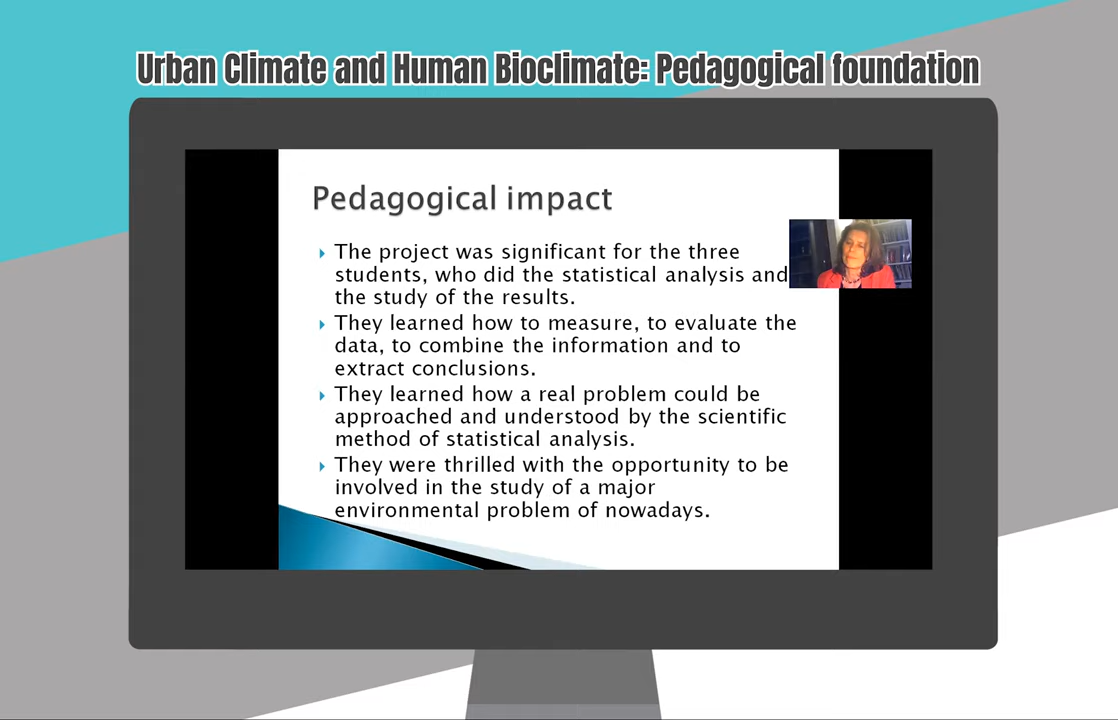 Urban Climate and Human Bioclimate: Pedagogical foundation
Pedagogical impact
The project was significant for the three
students, who did the statistical analysis and
the study of the results.
They learned how to measure, to evaluate the
data, to combine the information and to
extract conclusions.
They learned how a real problem could be
approached and understood by the scientific
method of statistical analysis.
They were thrilled with the opportunity to be
involved in the study of a major
environmental problem of nowadays.